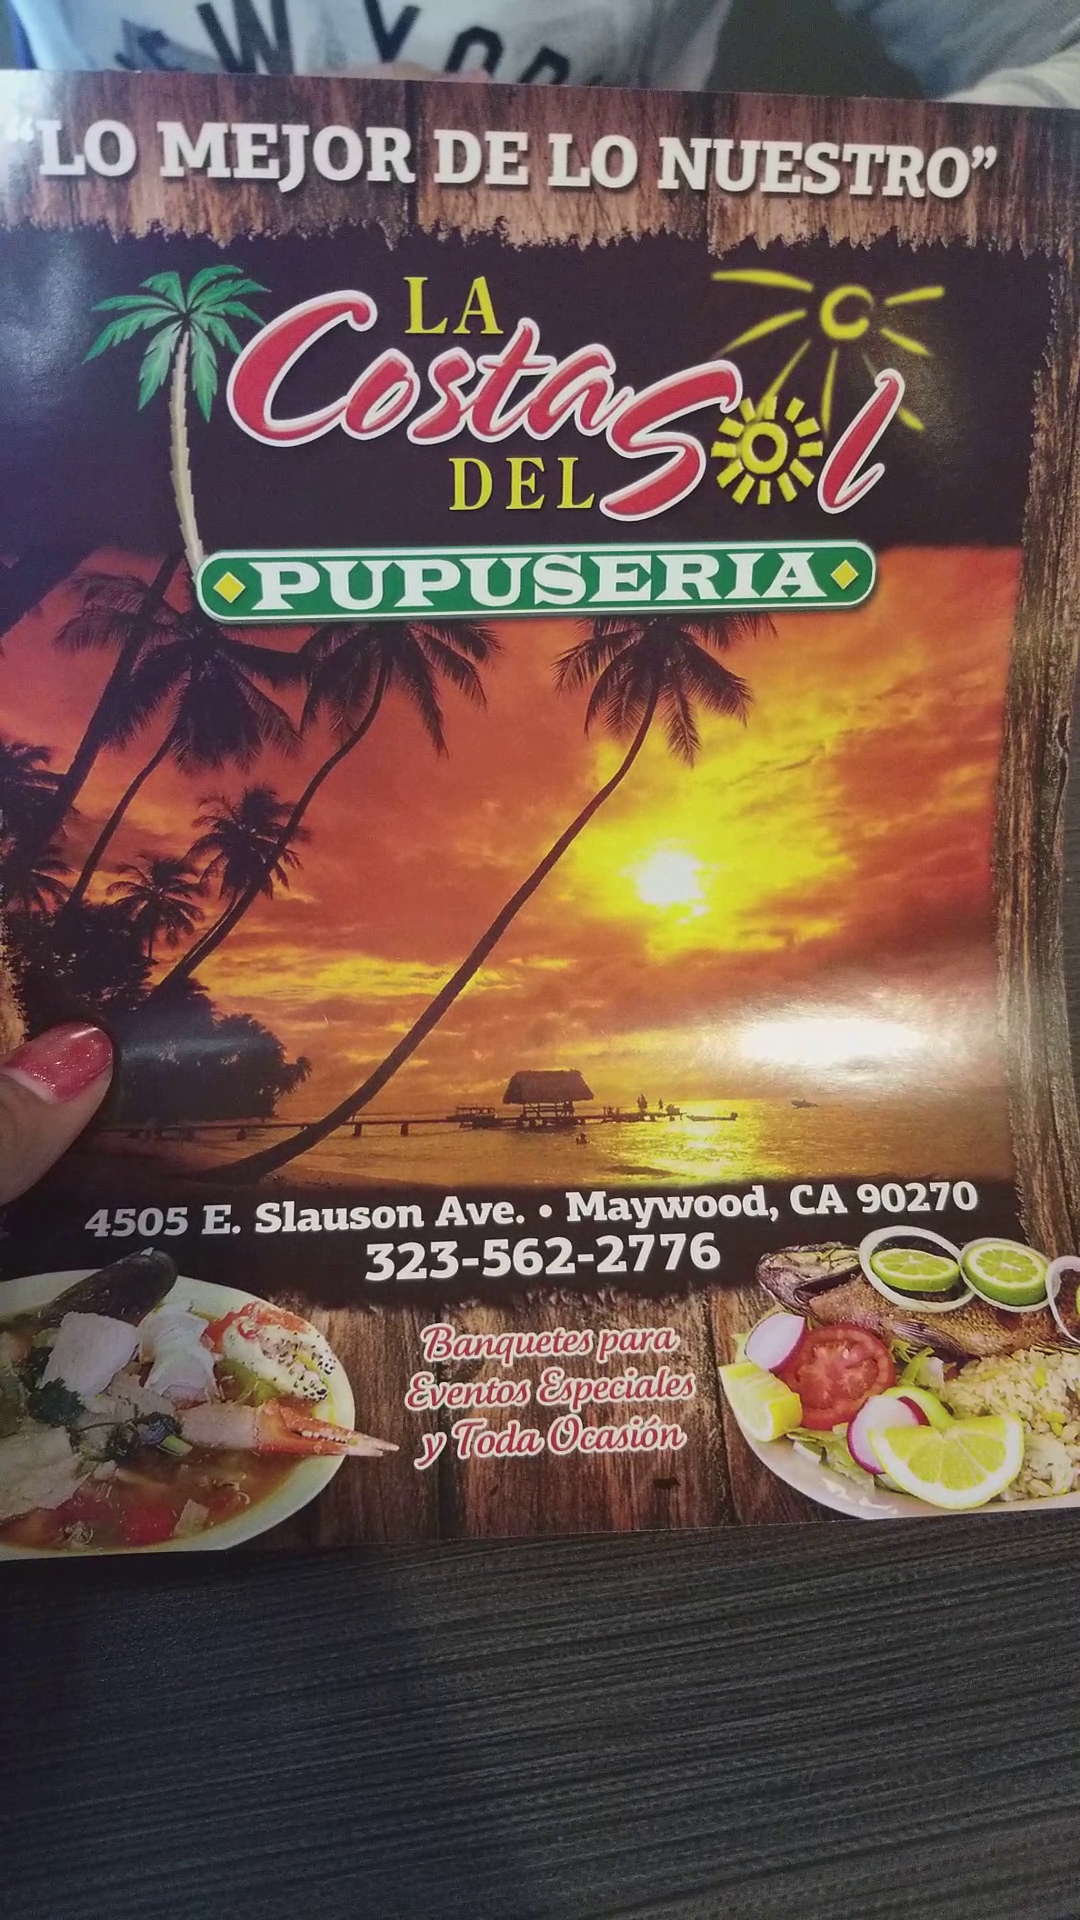 "LO MEJOR DE LO NUESTRO"
LA
Costa
DEL Sol
PUPUSERIA
4505 E. Slauson Ave. • Maywood, CA 90270
323-562-2776
Banquetes para
Eventos Especiales
y Toda Ocasión